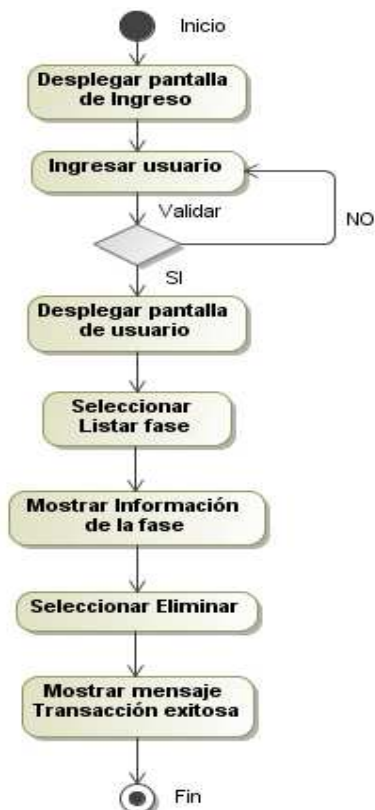 Inicio
Desplegar pantalla
de Ingreso
Ingresar usuario
Validar
NO
SI
Desplegar pantalla
de usuario
Seleccionar
Listar fase
Mostrar Información
de la fase
Seleccionar Eliminar
Mostrar mensaje
Transacción exitosa
Fin